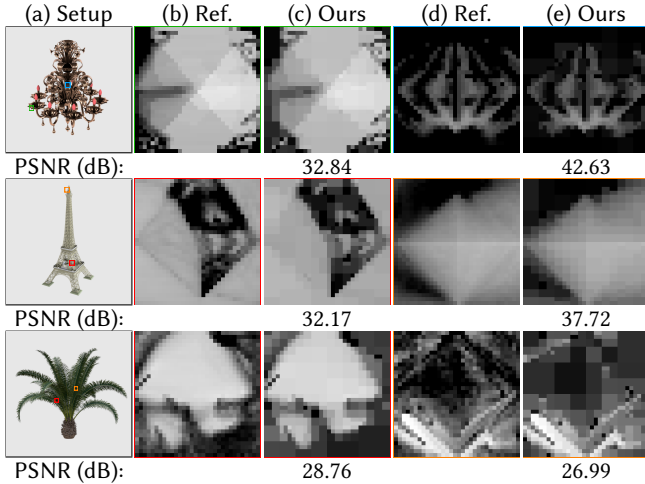 (a) Setup (b) Ref. (c) Ours (d) Ref. (e) Ours
PSNR (dB): 32.84 42.63
PSNR (dB): 32.17 37.72
PSNR (dB): 28.76 26.99